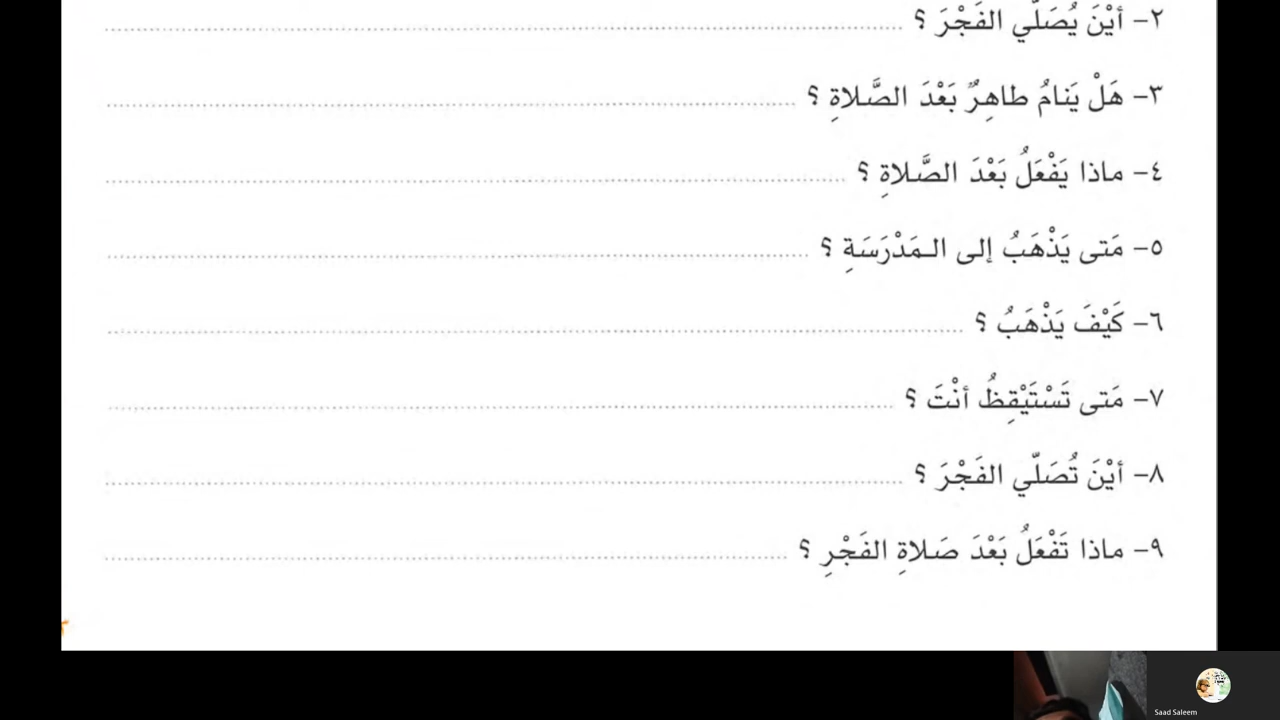 ٢- أيْنَ يُصَلّي الفَجْرَ ؟
٣- هَلْ يَنامُ طاهِرٌ بَعْدَ الصَّلاةِ ؟
٤- ماذا يَفْعَلُ بَعْدَ الصَّلاةِ ؟
٥- مَتى يَذْهَبُ إلى الـمَدْرَسَةِ ؟
٦- كَيْفَ يَذْهَبُ ؟
٧- مَتى تَسْتَيْقِظُ أنْتَ ؟
٨- أيْنَ تُصَلّي الفَجْرَ ؟
٩- ماذا تَفْعَلُ بَعْدَ صَلاةِ الفَجْرِ ؟
Saad Saleem